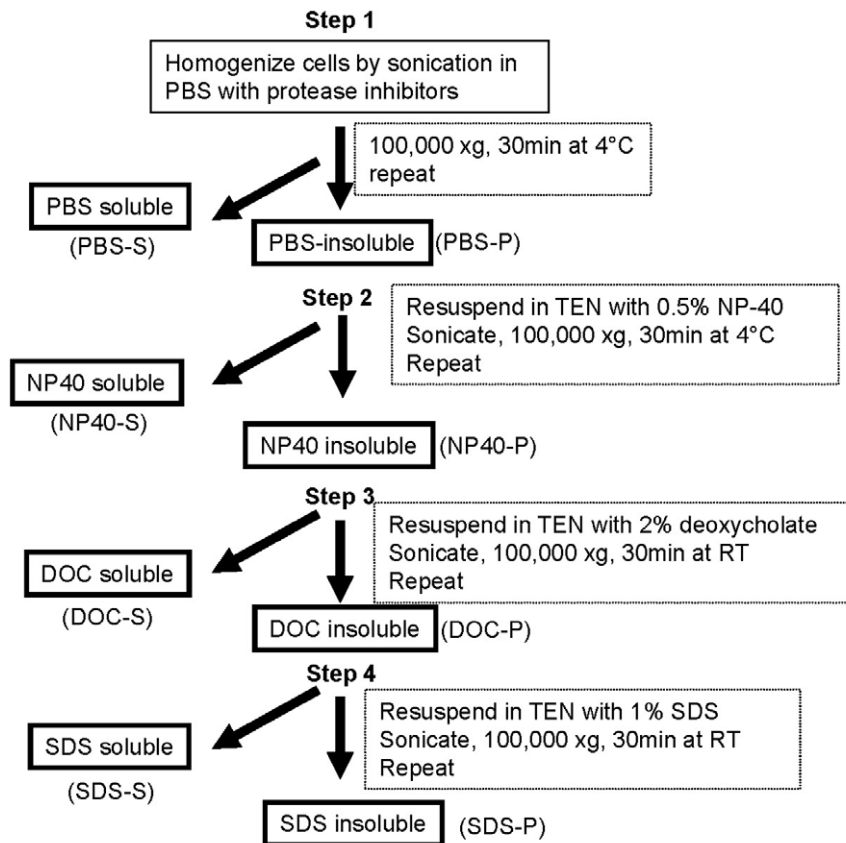 Step 1
Homogenize cells by sonication in
PBS with protease inhibitors
100,000 xg, 30min at 4°C
repeat
PBS soluble
(PBS-S)
PBS-insoluble (PBS-P)
Step 2
Resuspend in TEN with 0.5% NP-40
Sonicate, 100,000 xg, 30min at 4°C
Repeat
NP40 soluble
(NP40-S)
NP40 insoluble (NP40-P)
Step 3
Resuspend in TEN with 2% deoxycholate
Sonicate, 100,000 xg, 30min at RT
Repeat
DOC soluble
(DOC-S)
DOC insoluble (DOC-P)
Step 4
Resuspend in TEN with 1% SDS
Sonicate, 100,000 xg, 30min at RT
Repeat
SDS soluble
(SDS-S)
SDS insoluble (SDS-P)